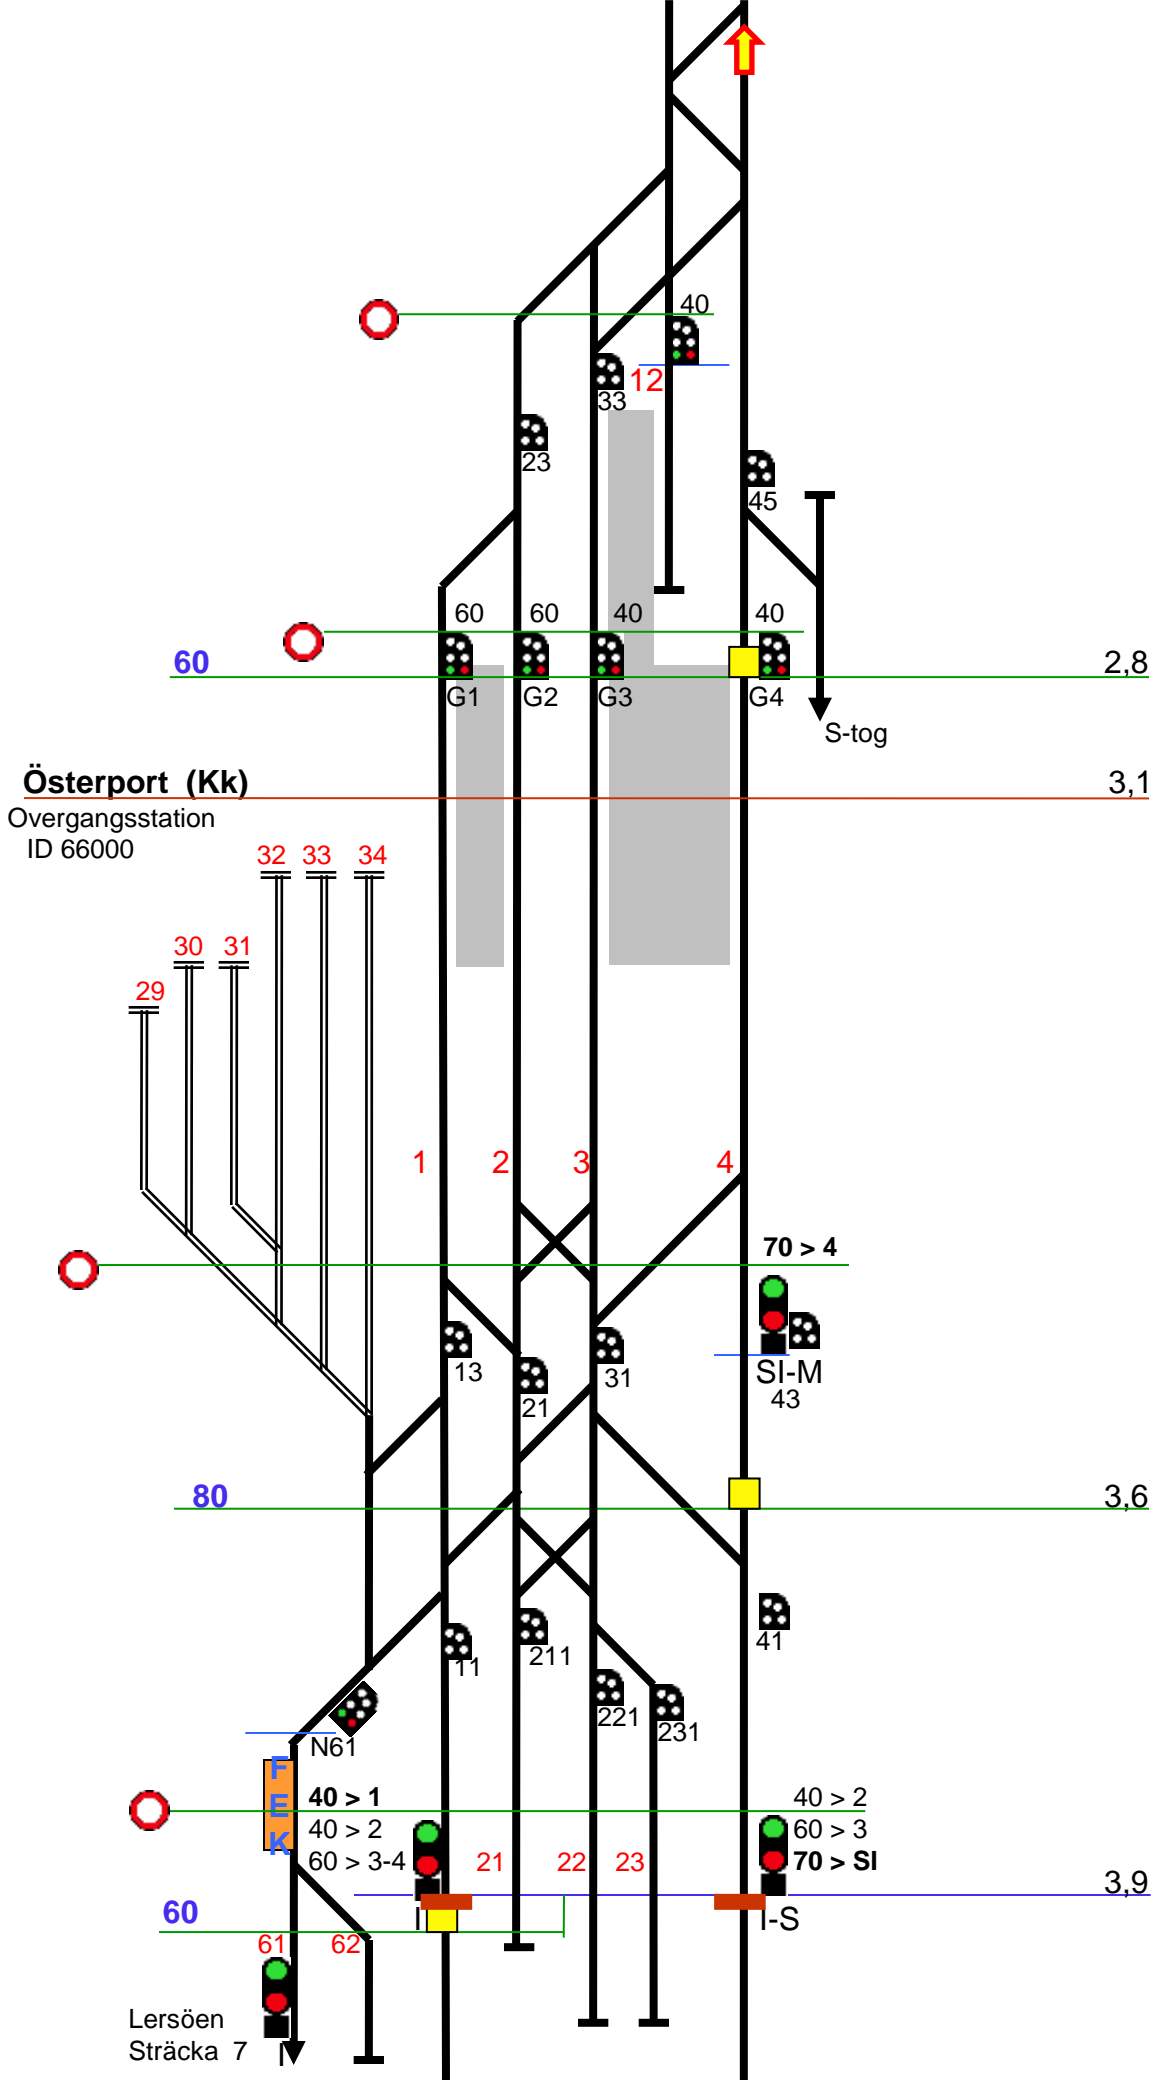 40
12
33
23
45
60 60 40 40
60
2,8
G1 G2 G3 G4
S-tog
Österport (Kk)
3,1
Overgangsstation
ID 66000
32 33 34
30 31
29
1 2 3 4
70 > 4
13
31
SI-M
21
43
80
3,6
11
211
41
221
231
N61
F
E
K
40 > 1
40 > 2
60 > 3-4
40 > 2
60 > 3
70 > SI
21 22 23
3,9
60
I
I-S
61 62
Lersöen
Sträcka 7
I